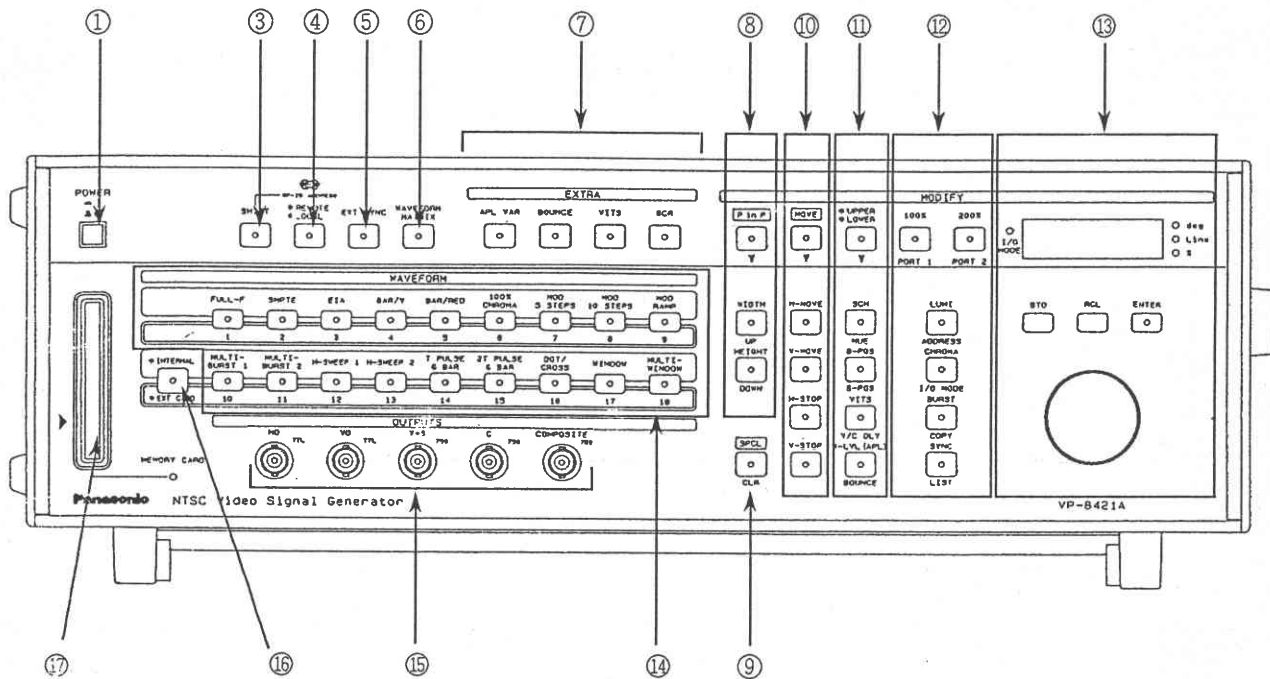 ① ③ ④ ⑤ ⑥ ⑦ ⑧ ⑩ ⑪ ⑫ ⑬
POWER
SHIFT
REMOTE
LOCAL
EXT SYNC
WAVEFORM
MATRIX
EXTRA
APL VAR BOUNCE VITS SCR
MODIFY
P in P
MOVE
UPPER
LOWER
100% 200%
PORT 1 PORT 2
I/O
MODE
deg
Line
%
WAVEFORM
FULL-F SMPTE EIA BAR/Y BAR/RED 100% CHROMA MOD 5 STEPS MOD 10 STEPS MOD RAMP
1 2 3 4 5 6 7 8 9
INTERNAL
EXT CARD
MULTI-BURST 1 MULTI-BURST 2 H-SWEEP 1 H-SWEEP 2 T PULSE & BAR 2T PULSE & BAR DOT/CROSS WINDOW MULTI-WINDOW
10 11 12 13 14 15 16 17 18
OUTPUTS
HD TTL VD TTL Y+S 75Ω C 75Ω COMPOSITE 75Ω
MEMORY CARD
Panasonic NTSC Video Signal Generator
WIDTH
UP
HEIGHT
DOWN
SPCL
CLR
H-MOVE
V-MOVE
H-STOP
V-STOP
SCH
HUE
B-POS
S-POS
VITS
Y/C DLY
Y-LVL(APL)
BOUNCE
LUMI
ADDRESS
CHROMA
I/O MODE
BURST
COPY
SYNC
LIST
STO RCL ENTER
VP-8421A
⑰ ⑯ ⑮ ⑨ ⑭